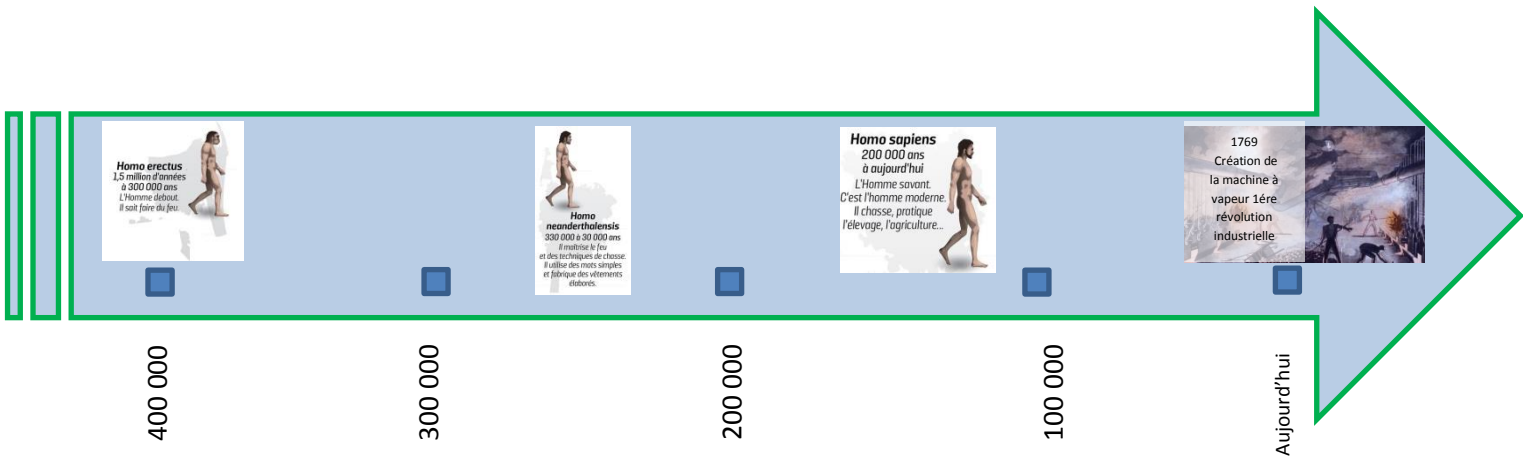 Homo erectus
1,5 million d'années
à 300 000 ans
L'Homme debout.
Il sait faire du feu.
Homo
neanderthalensis
330 000 à 30 000 ans
Il maîtrise le feu
et des techniques de chasse.
Il utilise des mots simples
et fabrique des vêtements
élaborés.
Homo sapiens
200 000 ans
à aujourd'hui
L'Homme savant.
C'est l'homme moderne.
Il chasse, pratique
l'élevage, l'agriculture...
1769
Création de
la machine à
vapeur 1ére
révolution
industrielle
400 000
300 000
200 000
100 000
Aujourd'hui